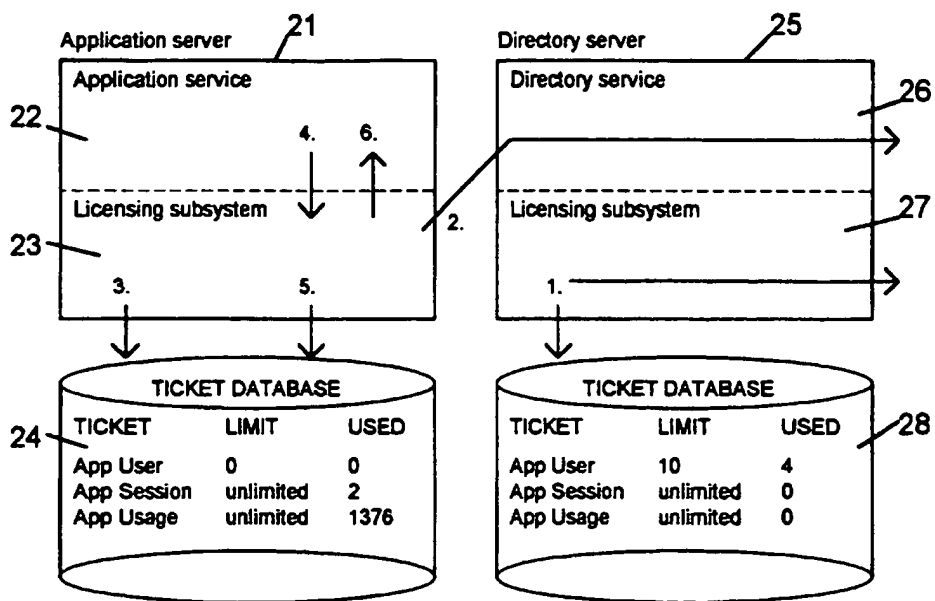 21
25
Application server
Directory server
Application service
Directory service
22
26
4.
6.
Licensing subsystem
Licensing subsystem
2.
23
27
3.
5.
1.
TICKET DATABASE
TICKET DATABASE
24
28
TICKET LIMIT USED
App User 0 0
App Session unlimited 2
App Usage unlimited 1376
TICKET LIMIT USED
App User 10 4
App Session unlimited 0
App Usage unlimited 0